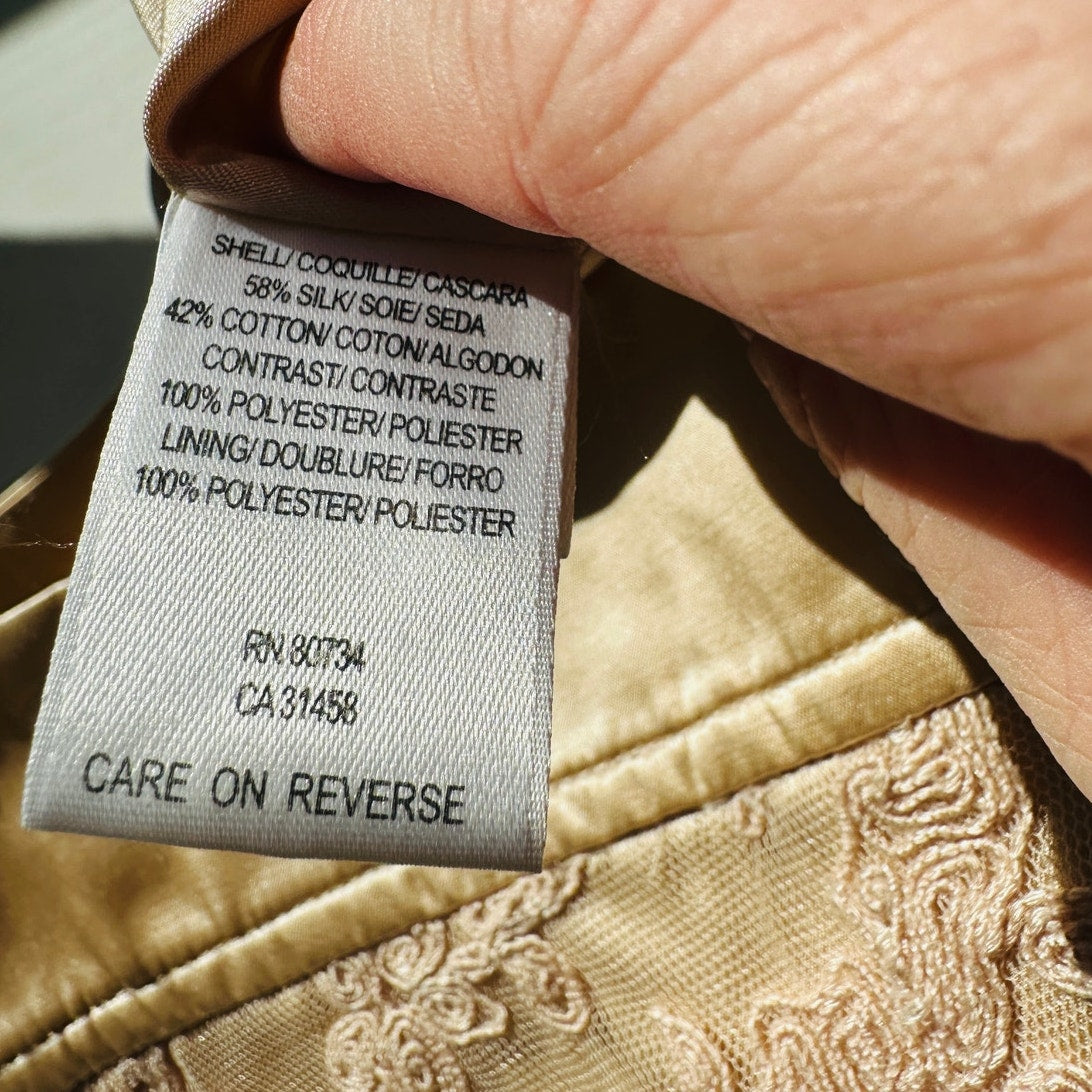 SHELL/ COQUILLE/ CASCARA
58% SILK/ SOIE/ SEDA
42% COTTON/ COTON/ ALGODON
CONTRAST/ CONTRASTE
100% POLYESTER/ POLIESTER
LINING/ DOUBLURE/ FORRO
100% POLYESTER/ POLIESTER
RN 80734
CA 31458
CARE ON REVERSE